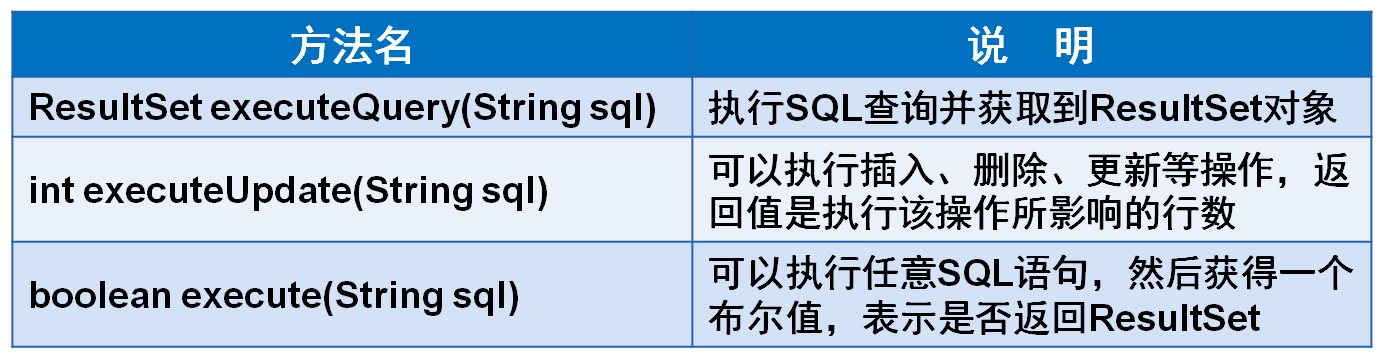 方法名
说 明
ResultSet executeQuery(String sql)
执行SQL查询并获取到ResultSet对象
int executeUpdate(String sql)
可以执行插入、删除、更新等操作，返
回值是执行该操作所影响的行数
boolean execute(String sql)
可以执行任意SQL语句，然后获得一个
布尔值，表示是否返回ResultSet